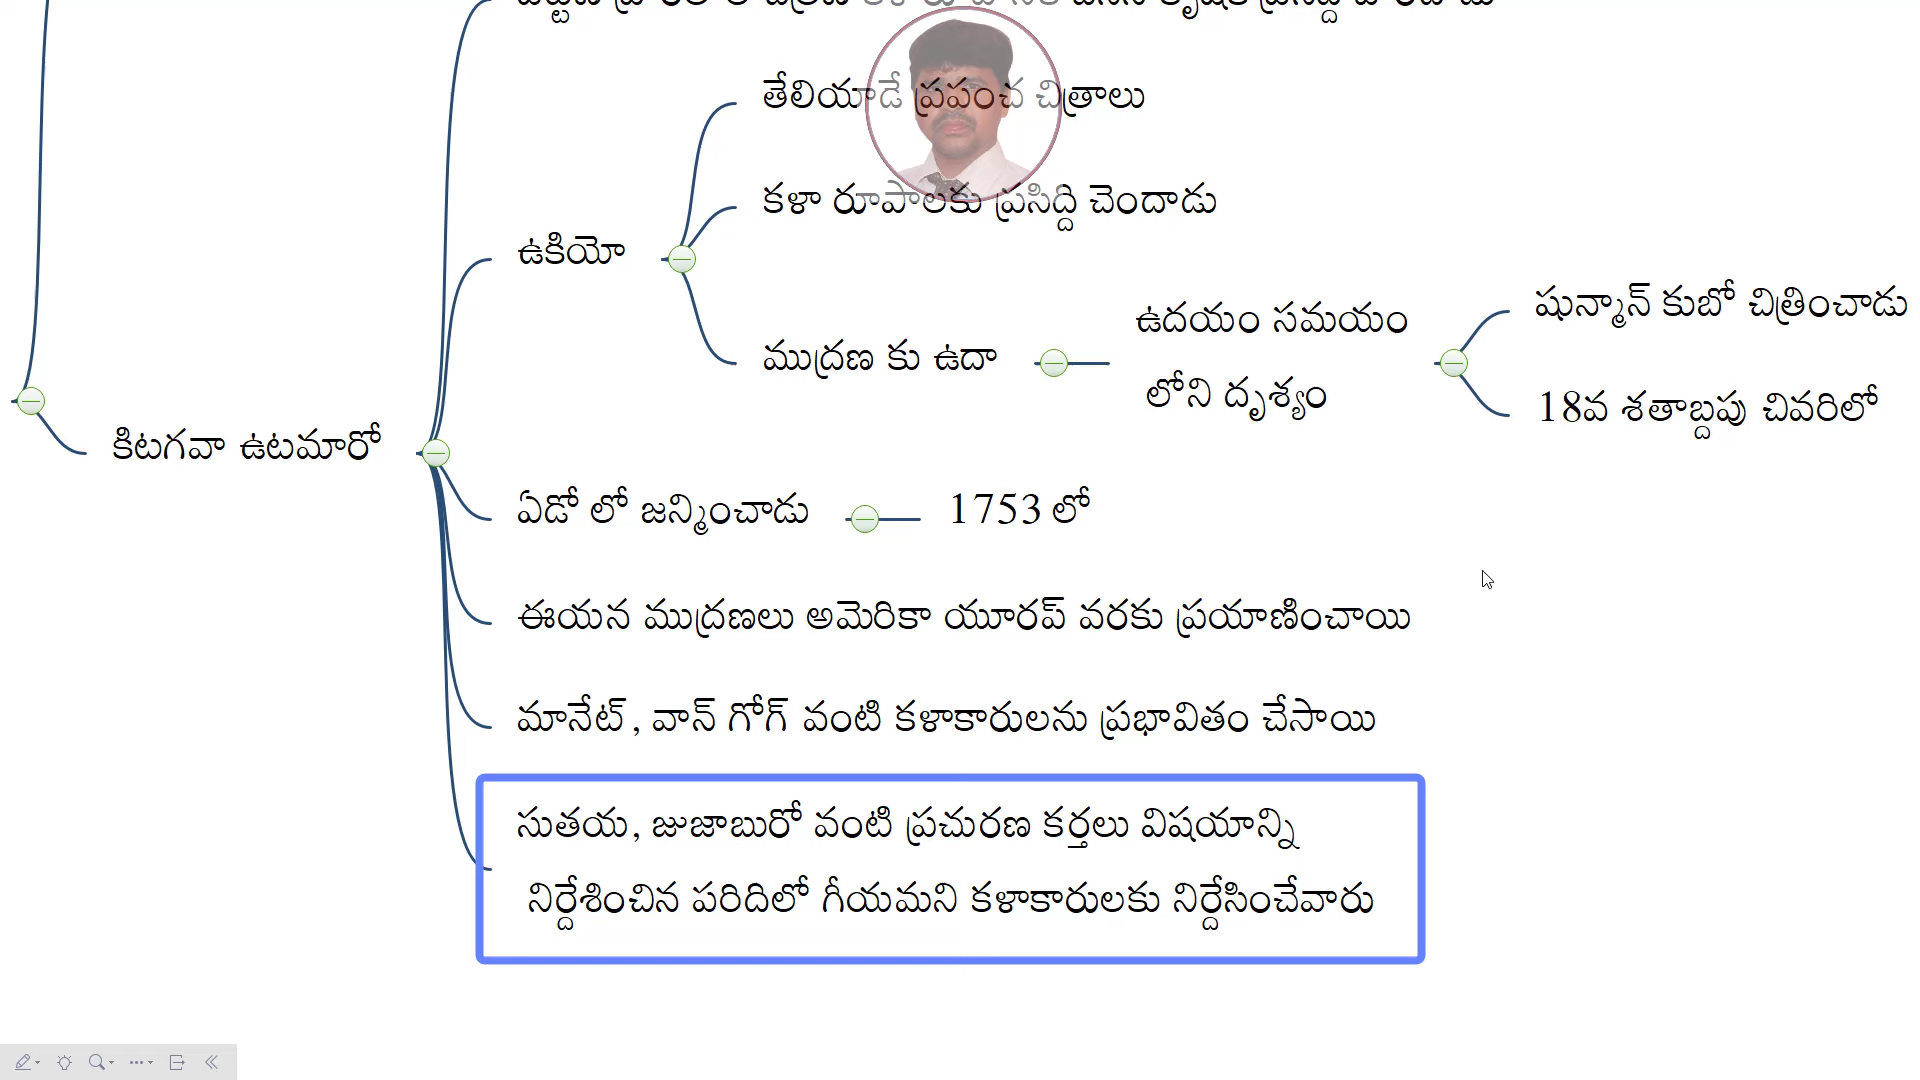 తేలియాడే ప్రపంచ చిత్రాలు
కళా రూపాలకు ప్రసిద్ది చెందాడు
ఉకియో
ముద్రణ కు ఉదా
ఉదయం సమయం
లోని దృశ్యం
షున్మాన్ కుబో చిత్రించాడు
18వ శతాబ్దపు చివరిలో
కిటగవా ఉటమారో
ఏడో లో జన్మించాడు
1753 లో
ఈయన ముద్రణలు అమెరికా యూరప్ వరకు ప్రయాణించాయి
మానేట్, వాన్ గోగ్ వంటి కళాకారులను ప్రభావితం చేసాయి
సుతయ, జుజాబురో వంటి ప్రచురణ కర్తలు విషయాన్ని
నిర్దేశించిన పరిదిలో గీయమని కళాకారులకు నిర్దేసించేవారు